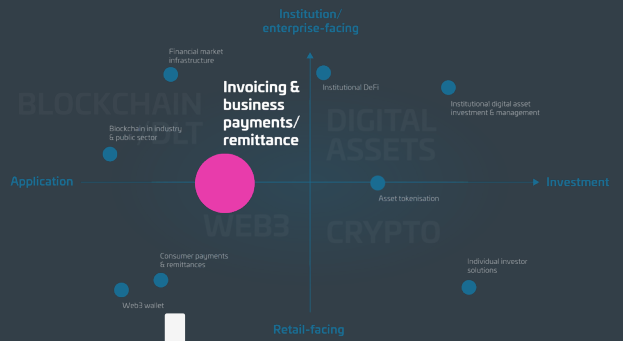 Institution/
enterprise-facing
Financial market
infrastructure
Invoicing &
business
payments/
remittance
Institutional DeFi
Institutional digital asset
investment & management
BLOCKCHAIN
DLT
Blockchain in industry
& public sector
DIGITAL
ASSETS
Application
Investment
Asset tokenisation
WEB3
CRYPTO
Consumer payments
& remittances
Individual investor
solutions
Web3 wallet
Retail-facing